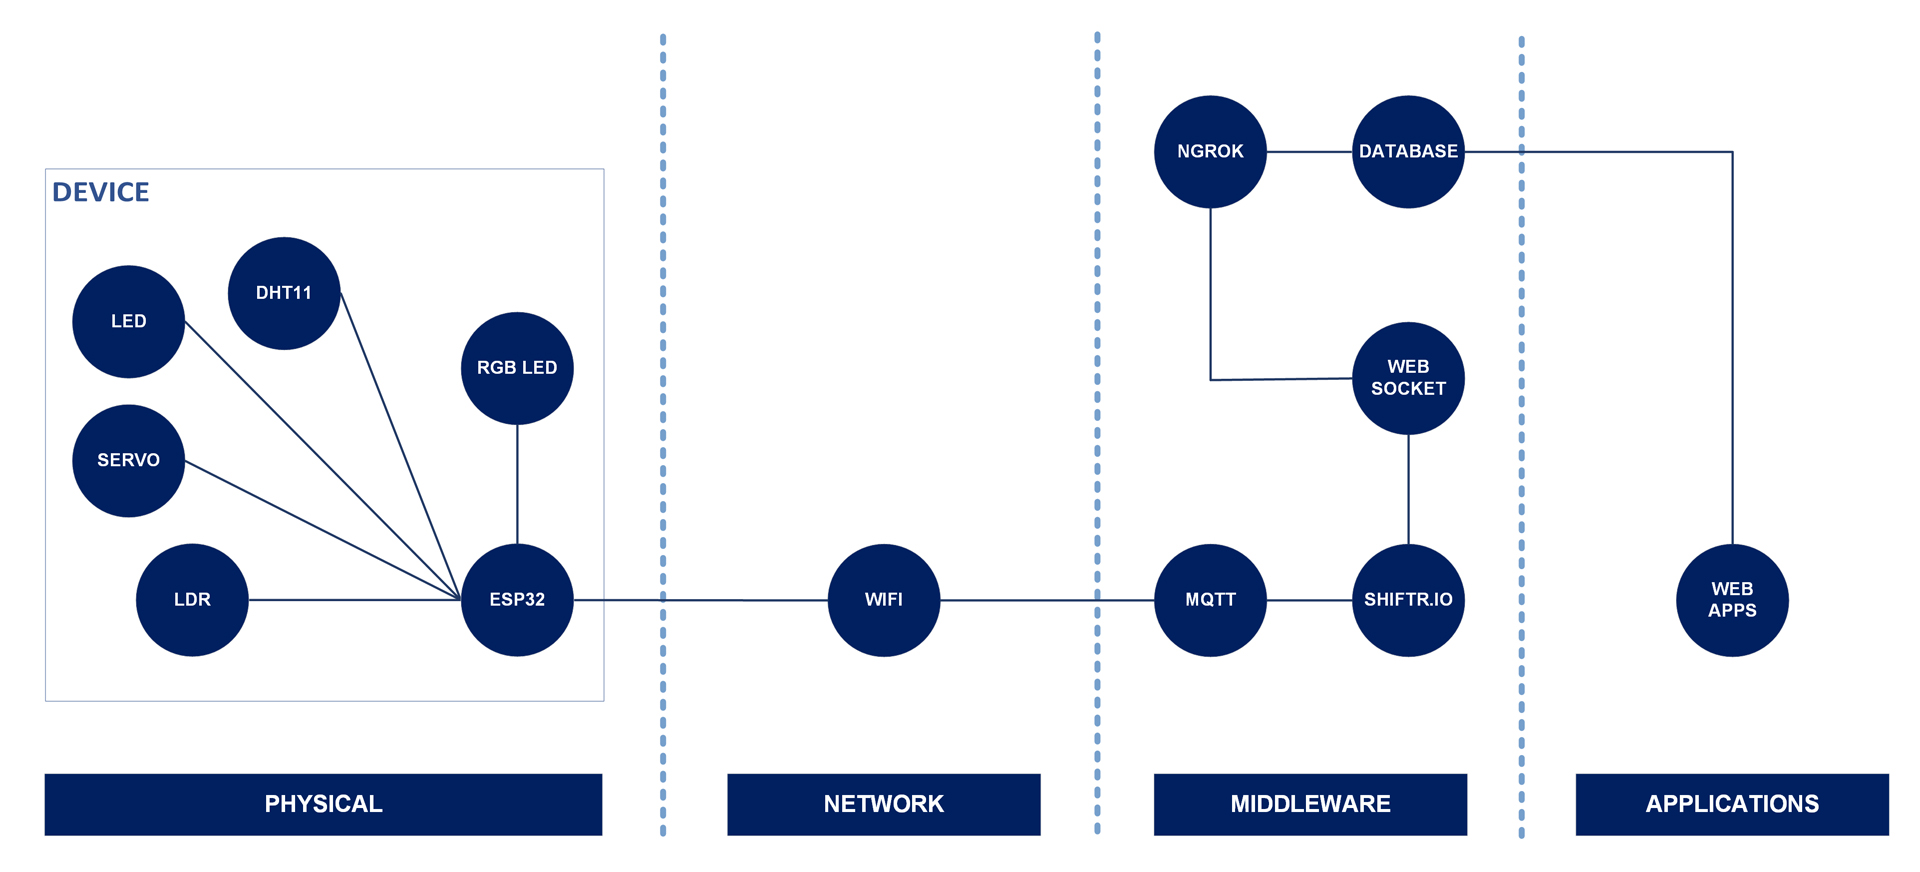 DEVICE
LED
DHT11
RGB LED
SERVO
LDR
ESP32
WIFI
NGROK
DATABASE
WEB
SOCKET
MQTT
SHIFTR.IO
WEB
APPS
PHYSICAL
NETWORK
MIDDLEWARE
APPLICATIONS